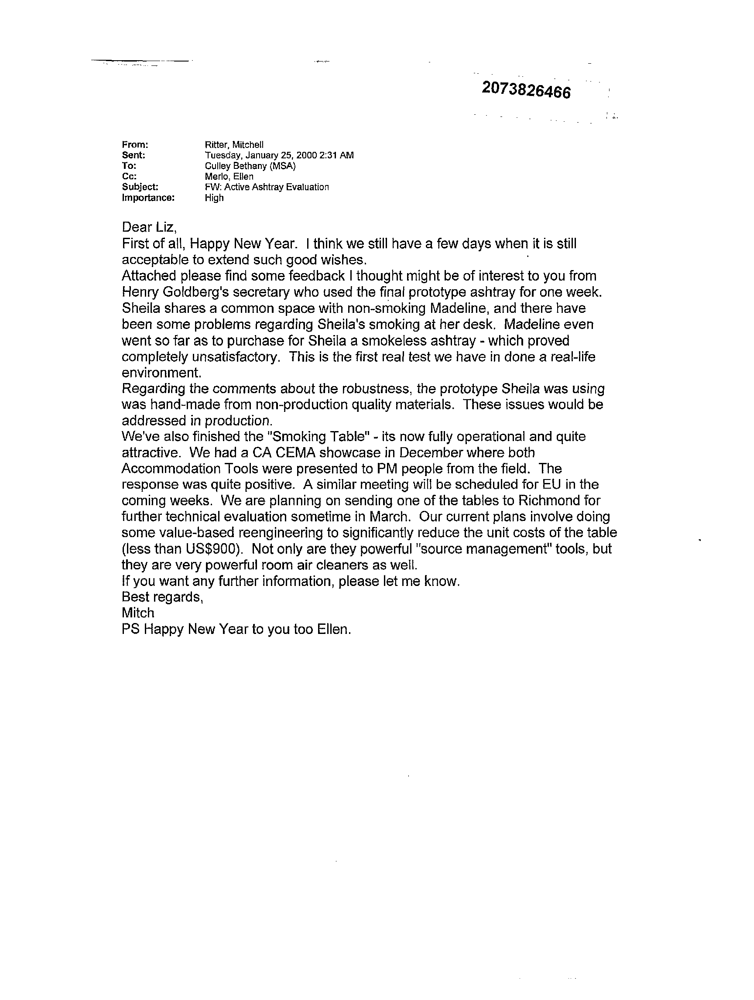 2073826466
From: Ritter, Mitchell
Sent: Tuesday, January 25, 2000 2:31 AM
To: Culley Bethany (MSA)
Cc: Merlo, Ellen
Subject: FW: Active Ashtray Evaluation
Importance: High
Dear Liz,
First of all, Happy New Year. I think we still have a few days when it is still
acceptable to extend such good wishes.
Attached please find some feedback I thought might be of interest to you from
Henry Goldberg's secretary who used the final prototype ashtray for one week.
Sheila shares a common space with non-smoking Madeline, and there have
been some problems regarding Sheila's smoking at her desk. Madeline even
went so far as to purchase for Sheila a smokeless ashtray - which proved
completely unsatisfactory. This is the first real test we have in done a real-life
environment.
Regarding the comments about the robustness, the prototype Sheila was using
was hand-made from non-production quality materials. These issues would be
addressed in production.
We've also finished the "Smoking Table" - its now fully operational and quite
attractive. We had a CA CEMA showcase in December where both
Accommodation Tools were presented to PM people from the field. The
response was quite positive. A similar meeting will be scheduled for EU in the
coming weeks. We are planning on sending one of the tables to Richmond for
further technical evaluation sometime in March. Our current plans involve doing
some value-based reengineering to significantly reduce the unit costs of the table
(less than US$900). Not only are they powerful "source management" tools, but
they are very powerful room air cleaners as well.
If you want any further information, please let me know.
Best regards,
Mitch
PS Happy New Year to you too Ellen.